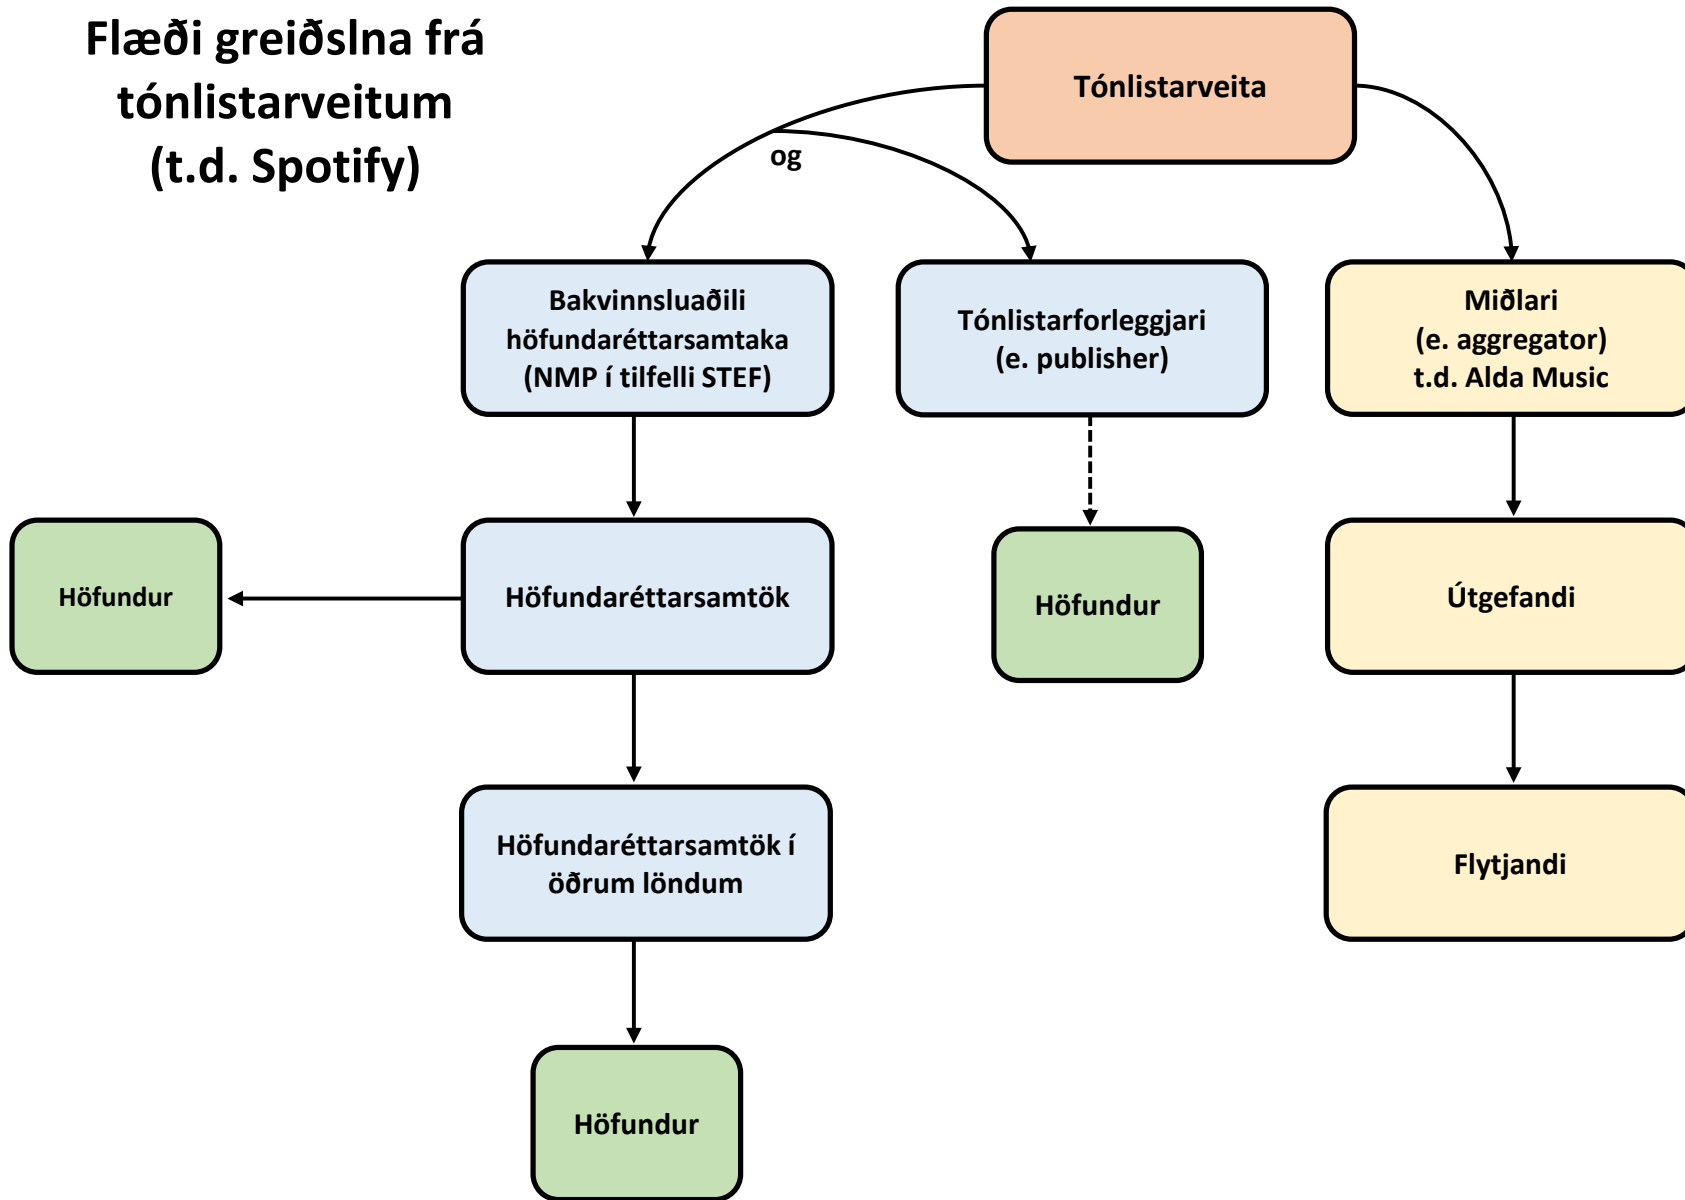 Flæði greiðslna frá
tónlistarveitum
(t.d. Spotify)
Tónlistarveita
og
Bakvinnsluaðili
höfundaréttarsamtaka
(NMP í tilfelli STEF)
Tónlistarforleggjari
(e. publisher)
Miðlari
(e. aggregator)
t.d. Alda Music
Höfundur
Höfundaréttarsamtök
Höfundur
Útgefandi
Höfundaréttarsamtök í
öðrum löndum
Flytjandi
Höfundur